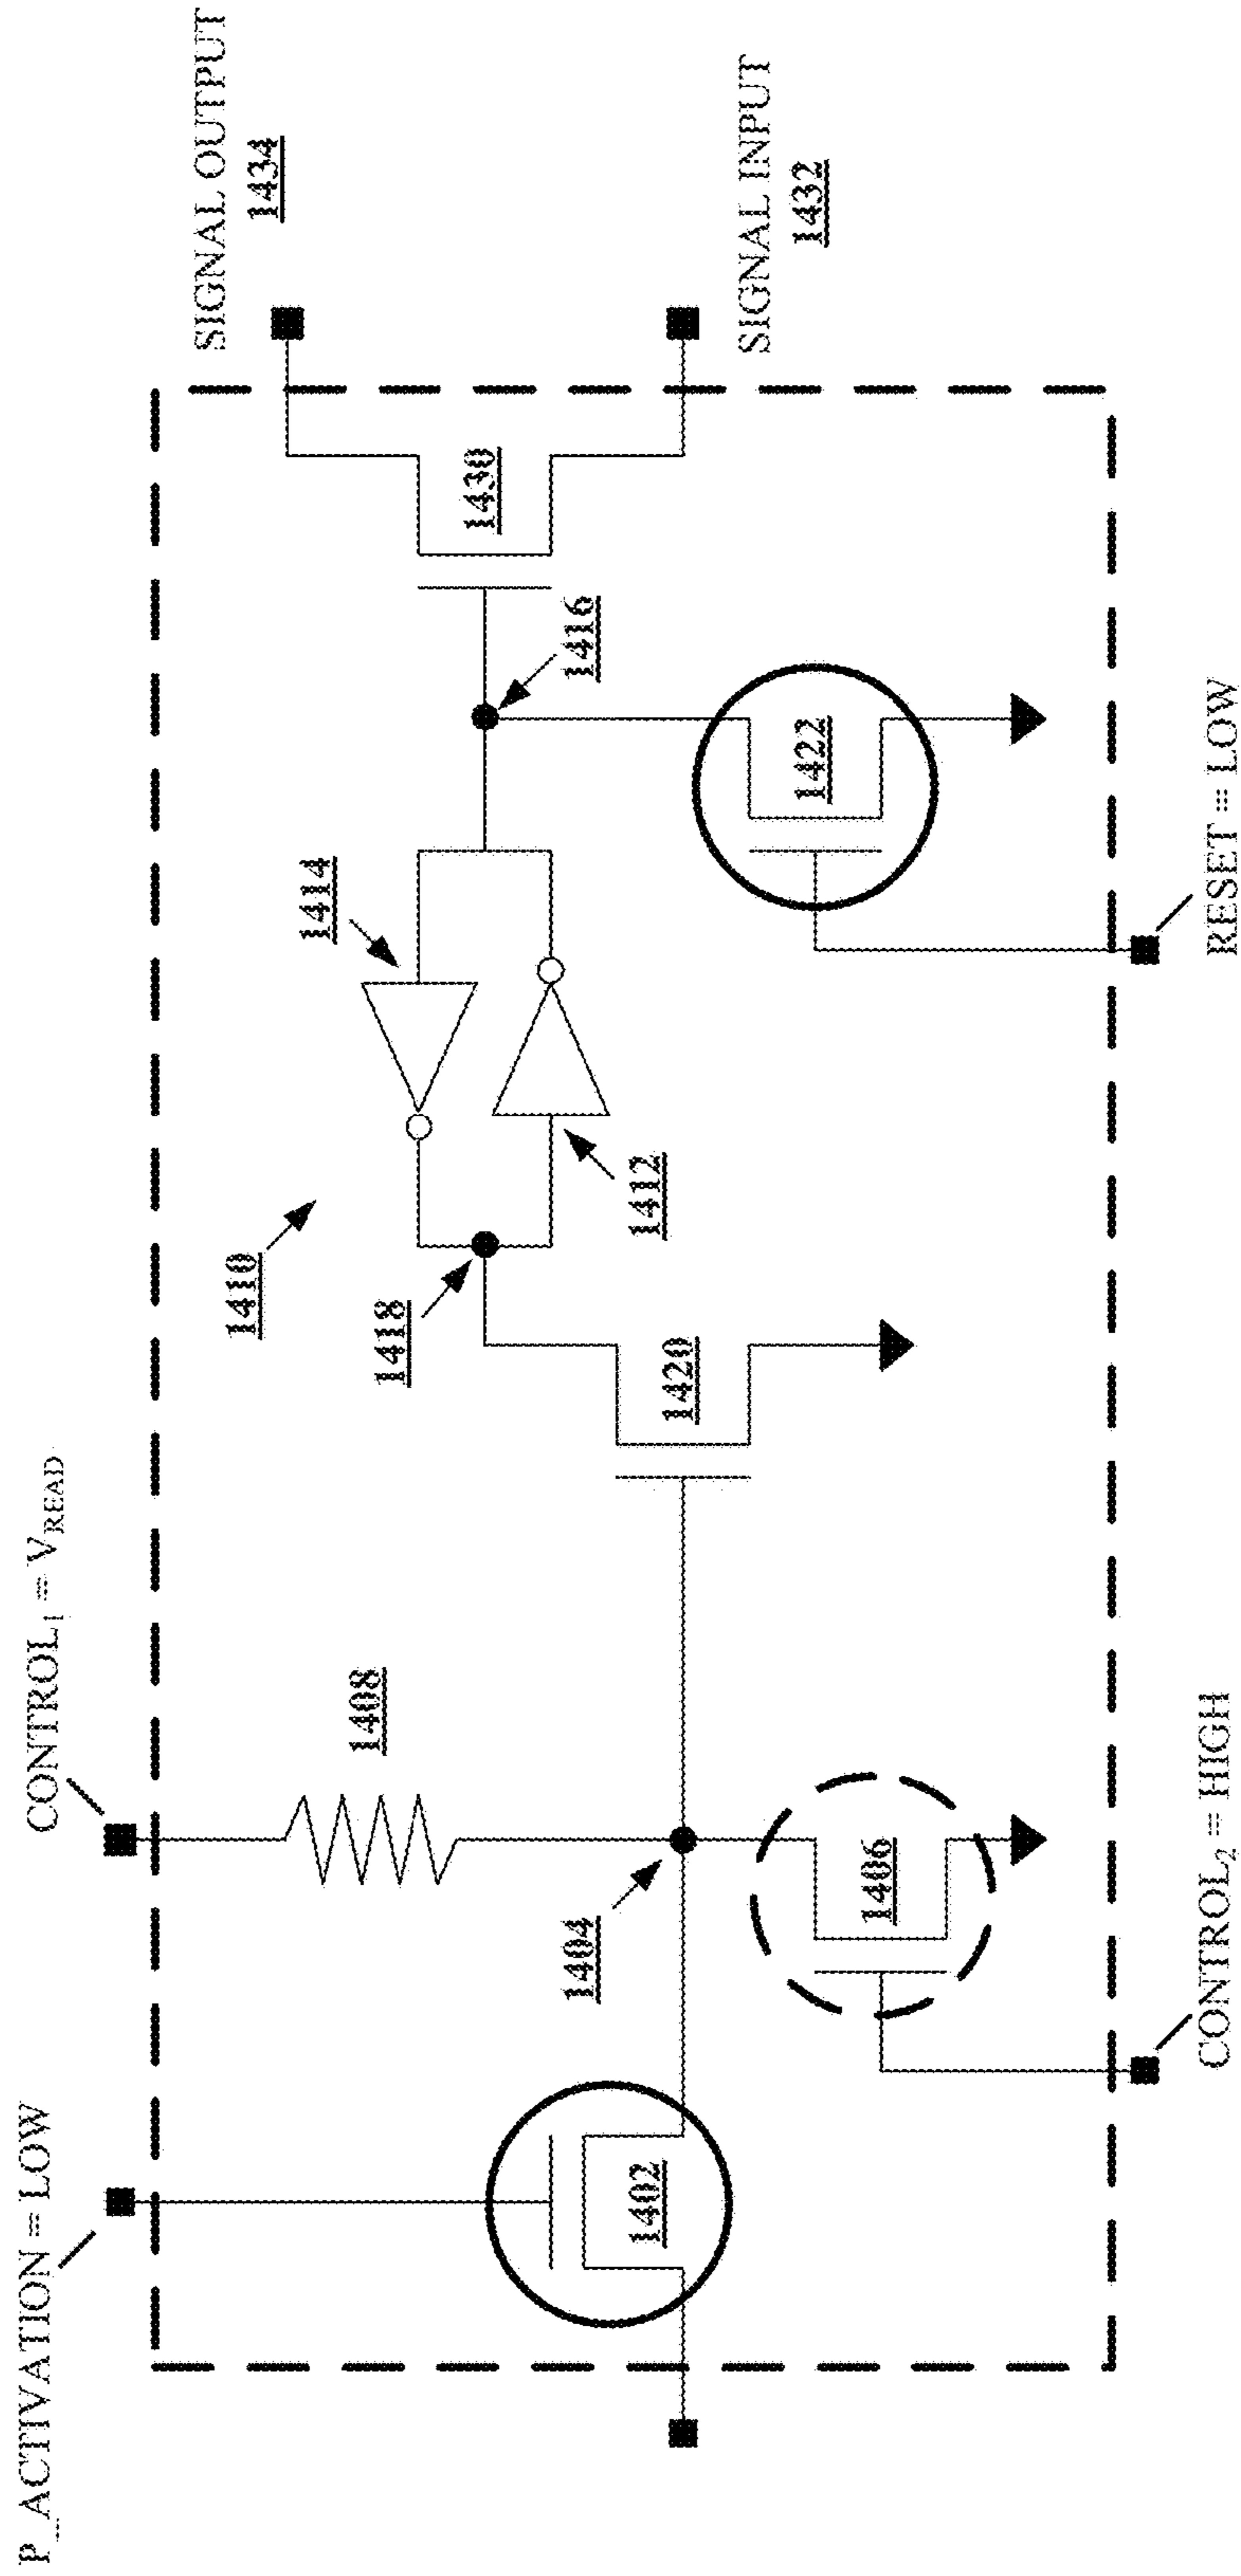 P_ACTIVATION = LOW
CONTROL₁ = V_READ
SIGNAL OUTPUT
1434
SIGNAL INPUT
1432
1408
1410
1414
1418
1412
1416
1430
1404
1402
1406
1420
1422
CONTROL₂ = HIGH
RESET = LOW